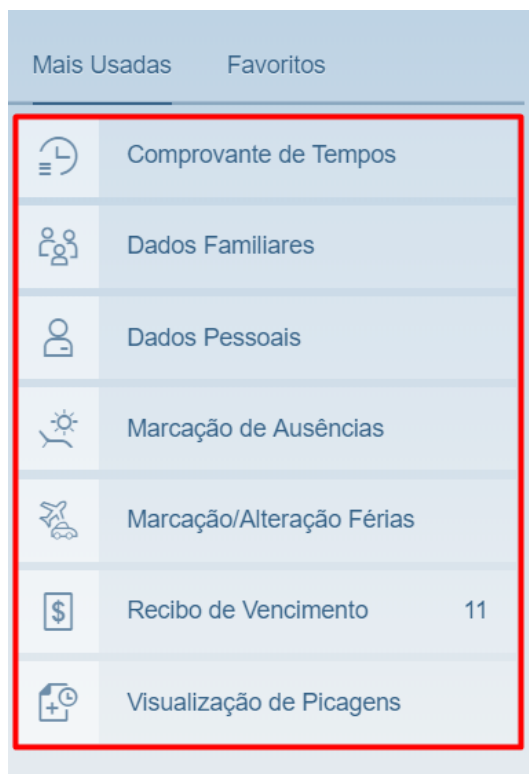 Mais Usadas Favoritos
Comprovante de Tempos
Dados Familiares
Dados Pessoais
Marcação de Ausências
Marcação/Alteração Férias
Recibo de Vencimento 11
Visualização de Picagens